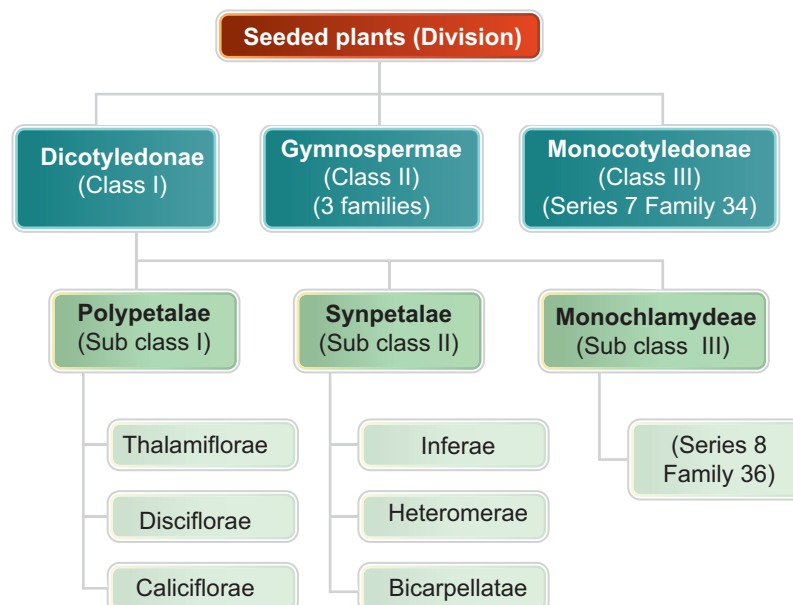 Seeded plants (Division)
Dicotyledonae
(Class I)
Gymnospermae
(Class II)
(3 families)
Monocotyledonae
(Class III)
(Series 7 Family 34)
Polypetalae
(Sub class I)
Synpetalae
(Sub class II)
Monochlamydeae
(Sub class III)
Thalamiflorae
Disciflorae
Caliciflorae
Inferae
Heteromerae
Bicarpellatae
(Series 8
Family 36)